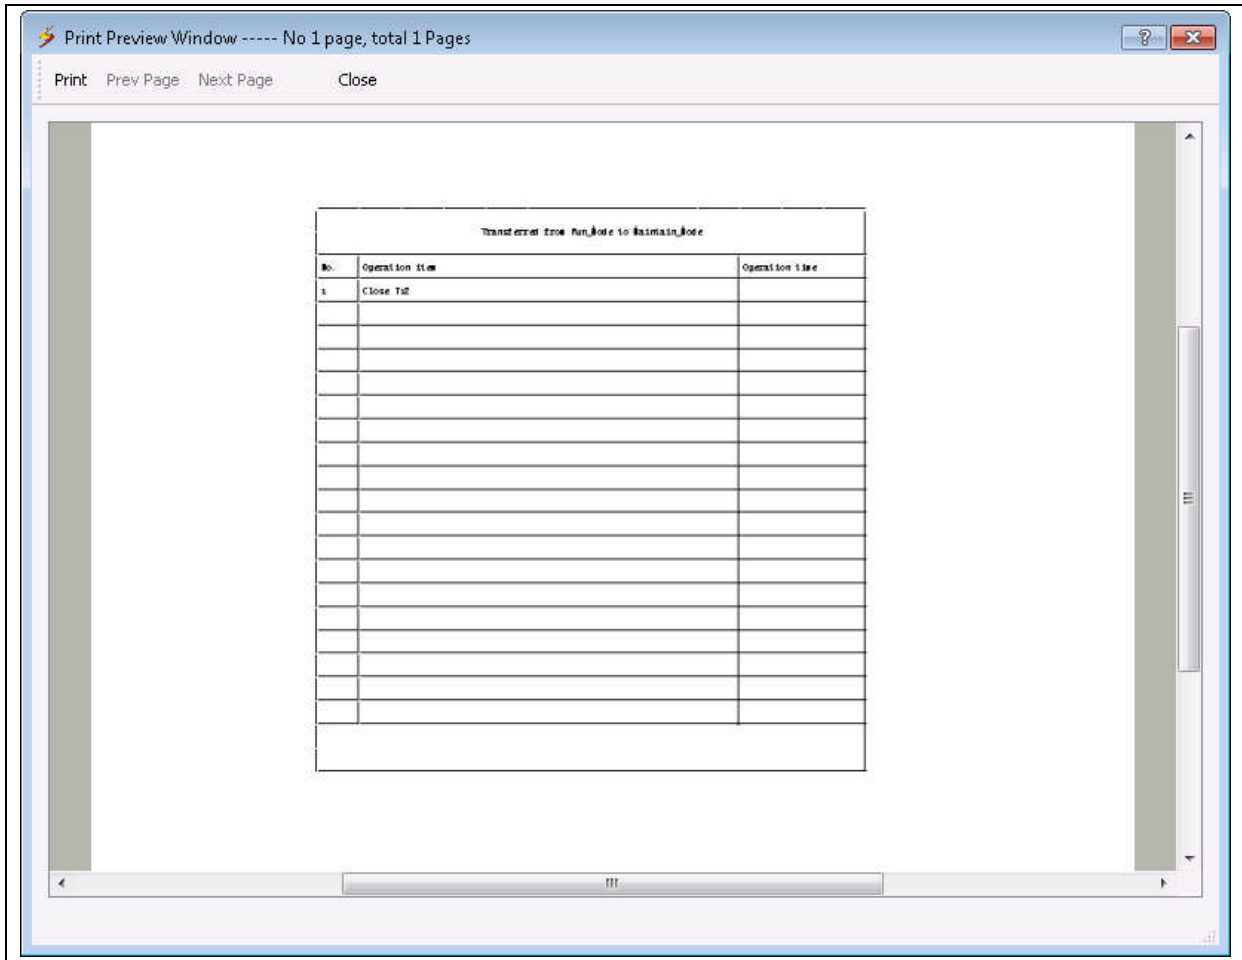 Print Preview Window ----- No 1 page, total 1 Pages
Print Prev Page Next Page Close
Transferred from Run_Mode to Maintain_Mode
No. Operation item Operation time
1 Close Ts2